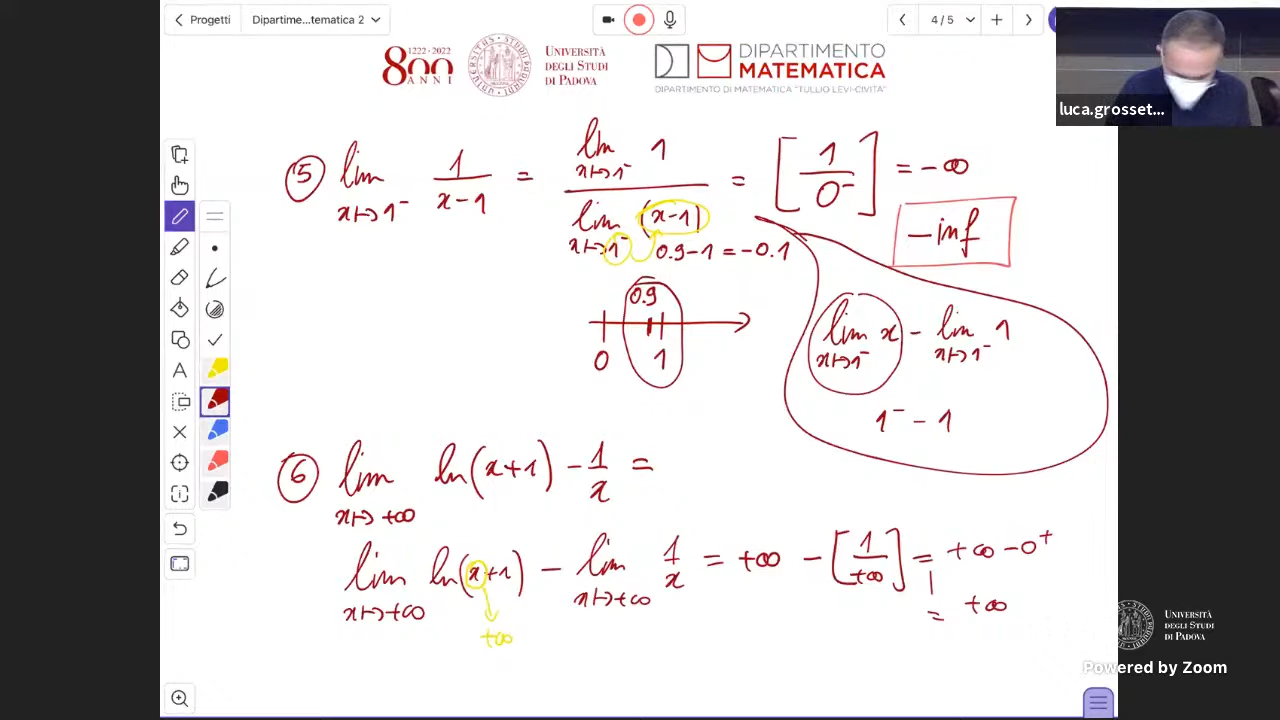 Progetti
Dipartime...tematica 2
4 / 5
1222·2022
800
ANNI
UNIVERSITÀ
DEGLI STUDI
DI PADOVA
DIPARTIMENTO
MATEMATICA
DIPARTIMENTO DI MATEMATICA "TULLIO LEVI-CIVITA"
luca.grosset...
5 lim x→1⁻ 1/(x-1) = lim x→1⁻ 1 / lim x→1⁻ (x-1) = [1/0⁻] = -∞
0.9-1 = -0.1
-inf
0.9
0 1
lim x→1⁻ x - lim x→1⁻ 1
1⁻ - 1
6 lim x→+∞ ln(x+1) - 1/x =
lim x→+∞ ln(x+1) - lim x→+∞ 1/x = +∞ - [1/+∞] = +∞ - 0⁺
= +∞
+∞
UNIVERSITÀ
DEGLI STUDI
DI PADOVA
Powered by Zoom